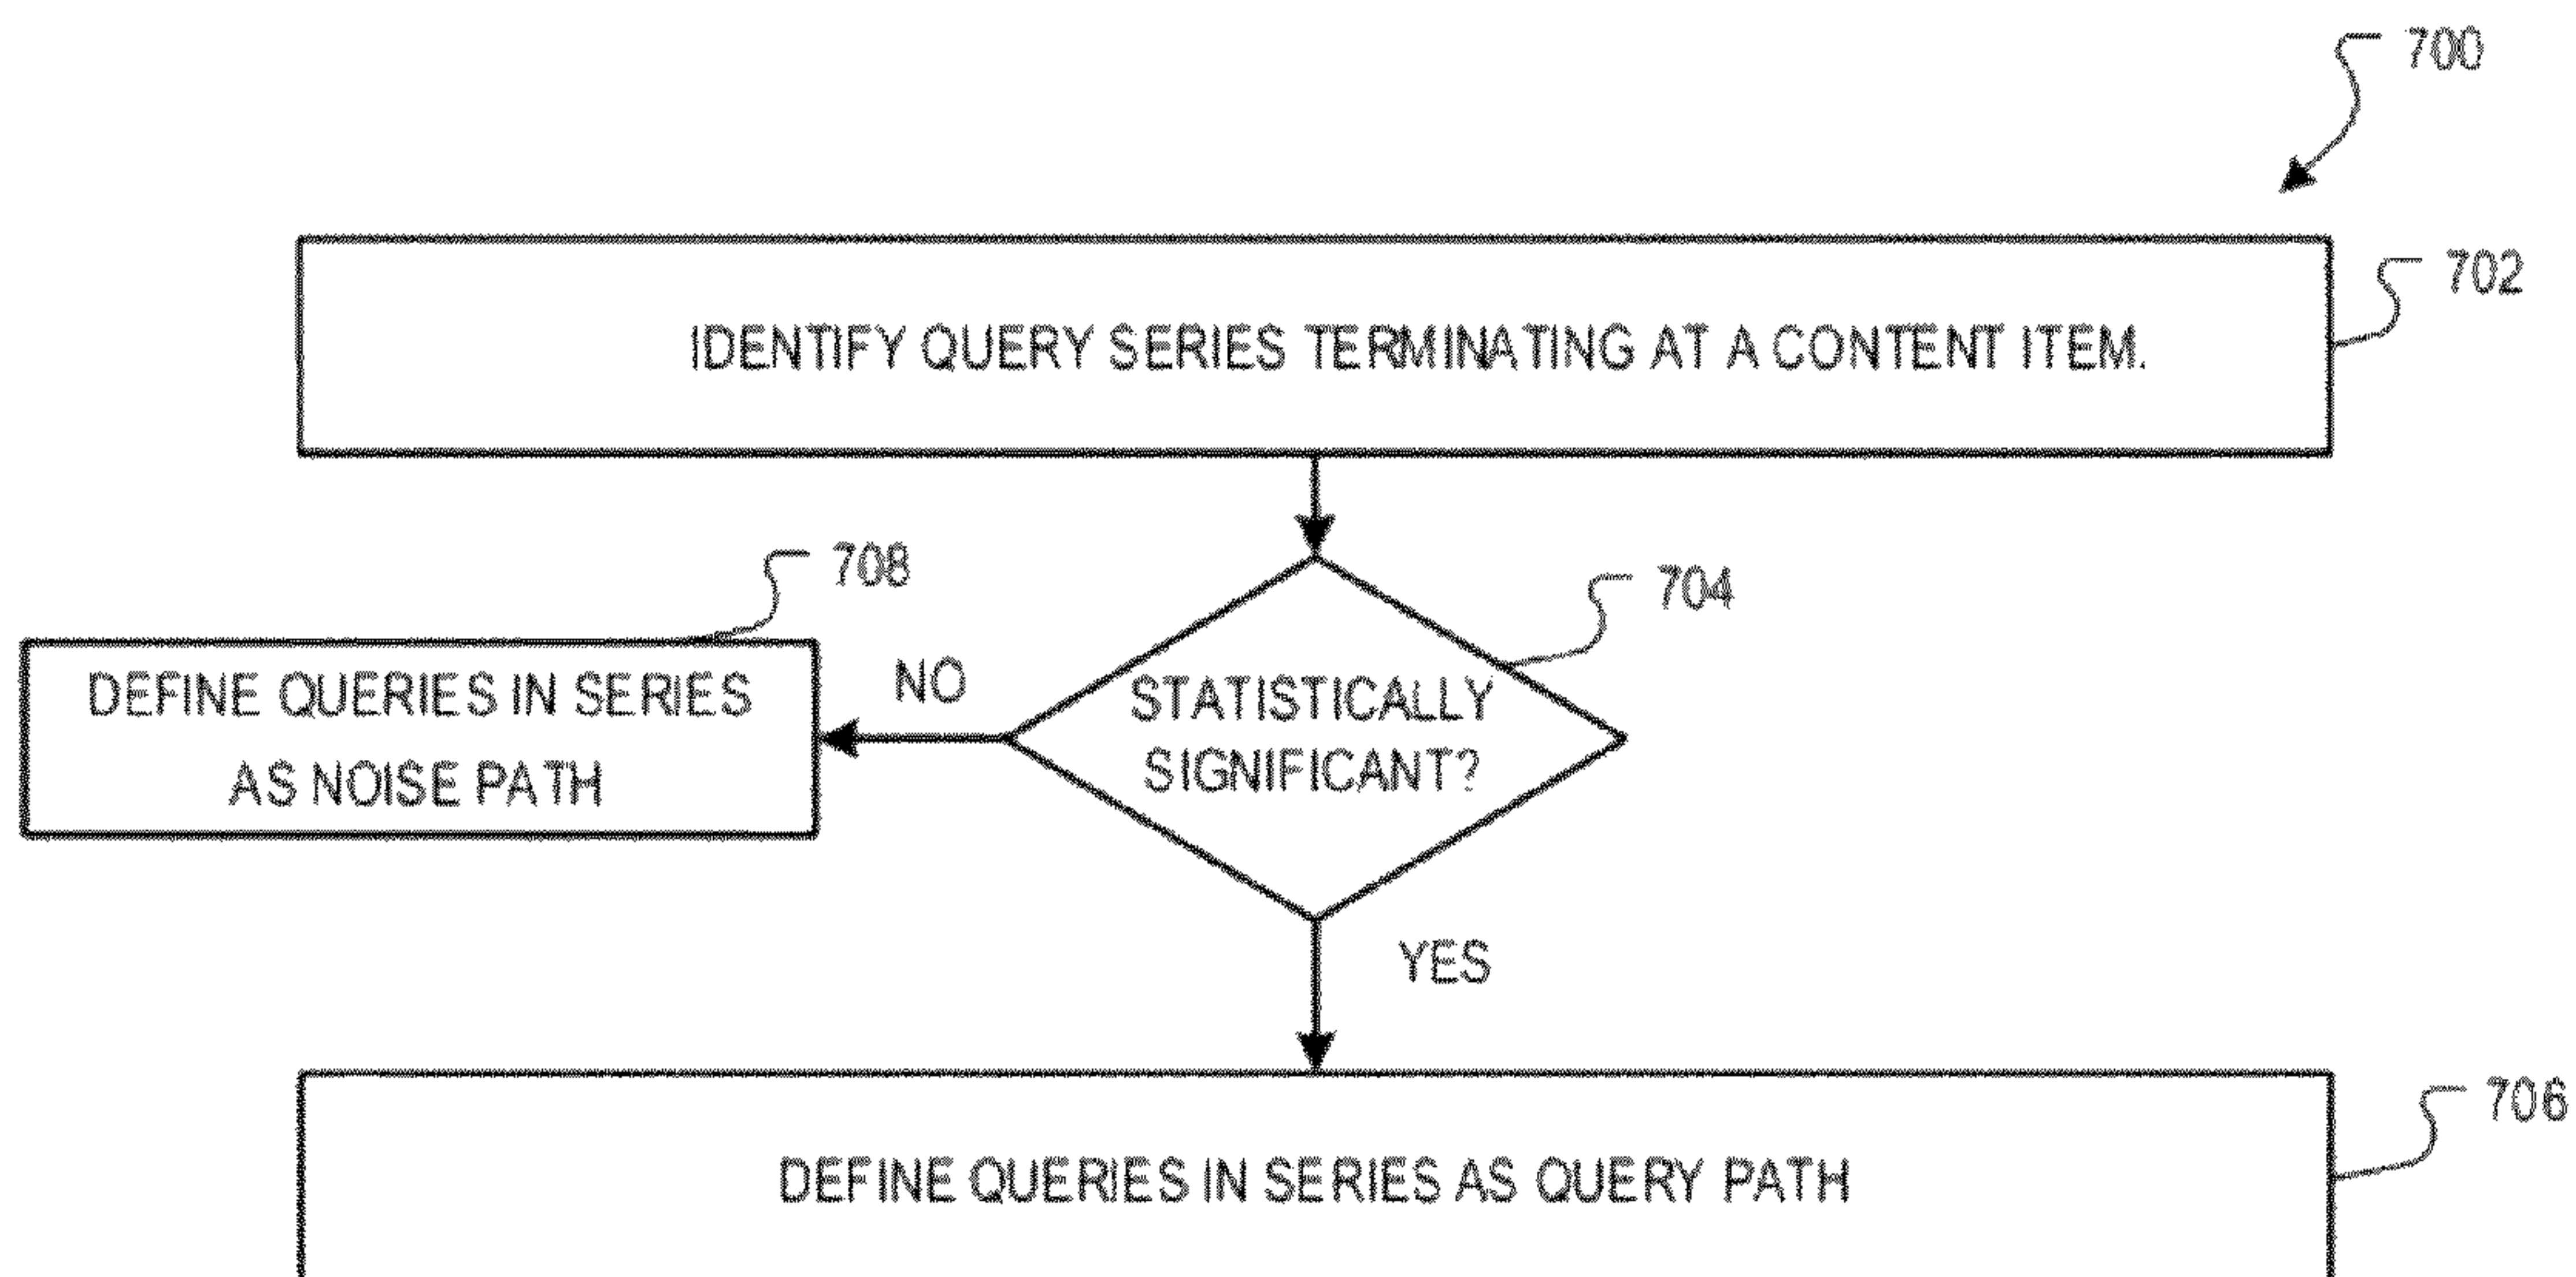 700
IDENTIFY QUERY SERIES TERMINATING AT A CONTENT ITEM.
702
708
704
DEFINE QUERIES IN SERIES
AS NOISE PATH
NO
STATISTICALLY
SIGNIFICANT?
YES
706
DEFINE QUERIES IN SERIES AS QUERY PATH